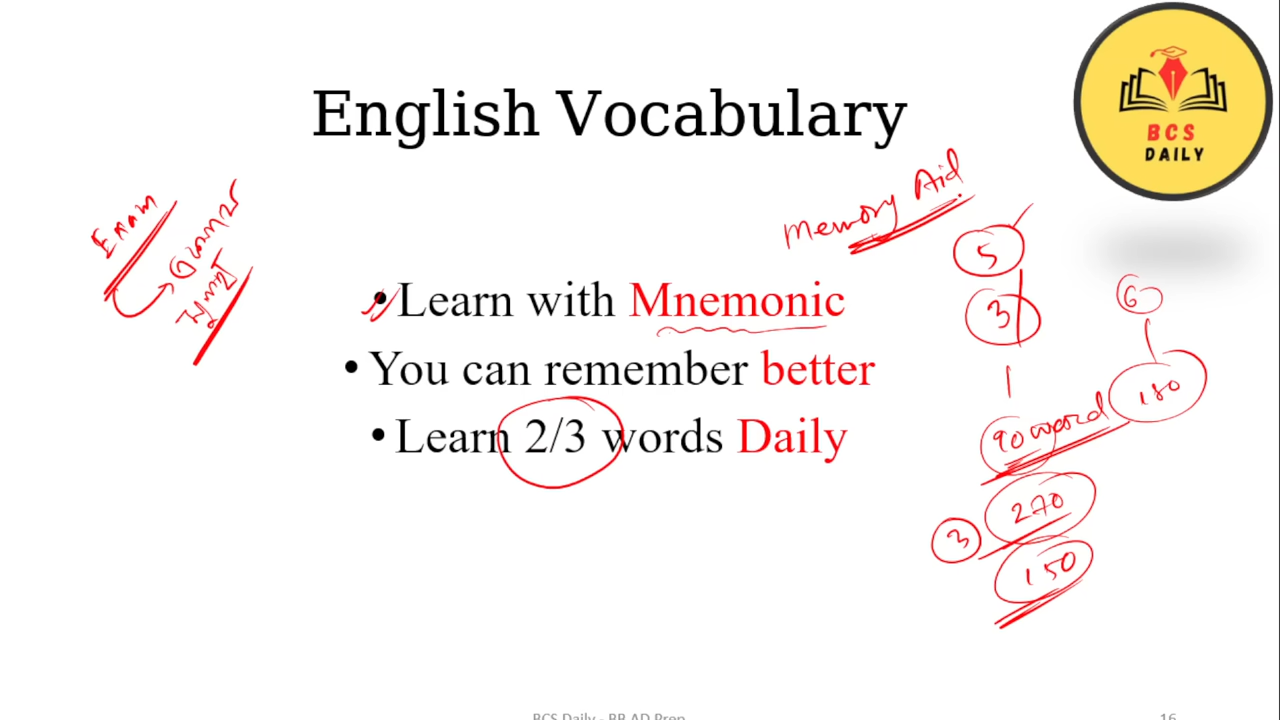 English Vocabulary
BCS
DAILY
Exam
Memory Aid
5
• Learn with Mnemonic
3
6
• You can remember better
1
180
• Learn 2/3 words Daily
90 word
270
3
150
BCS Daily - BB AD Prep
16